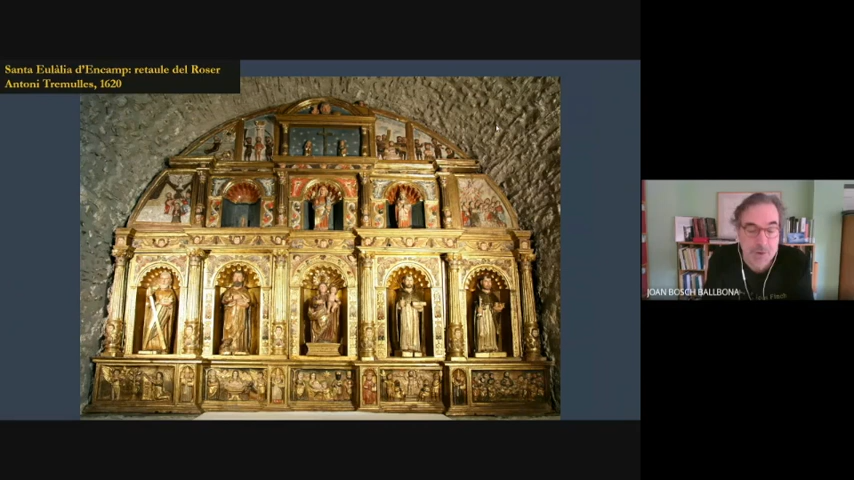 Santa Eulàlia d'Encamp: retaule del Roser
Antoni Tremulles, 1620
JOAN BOSCH BALLBONA